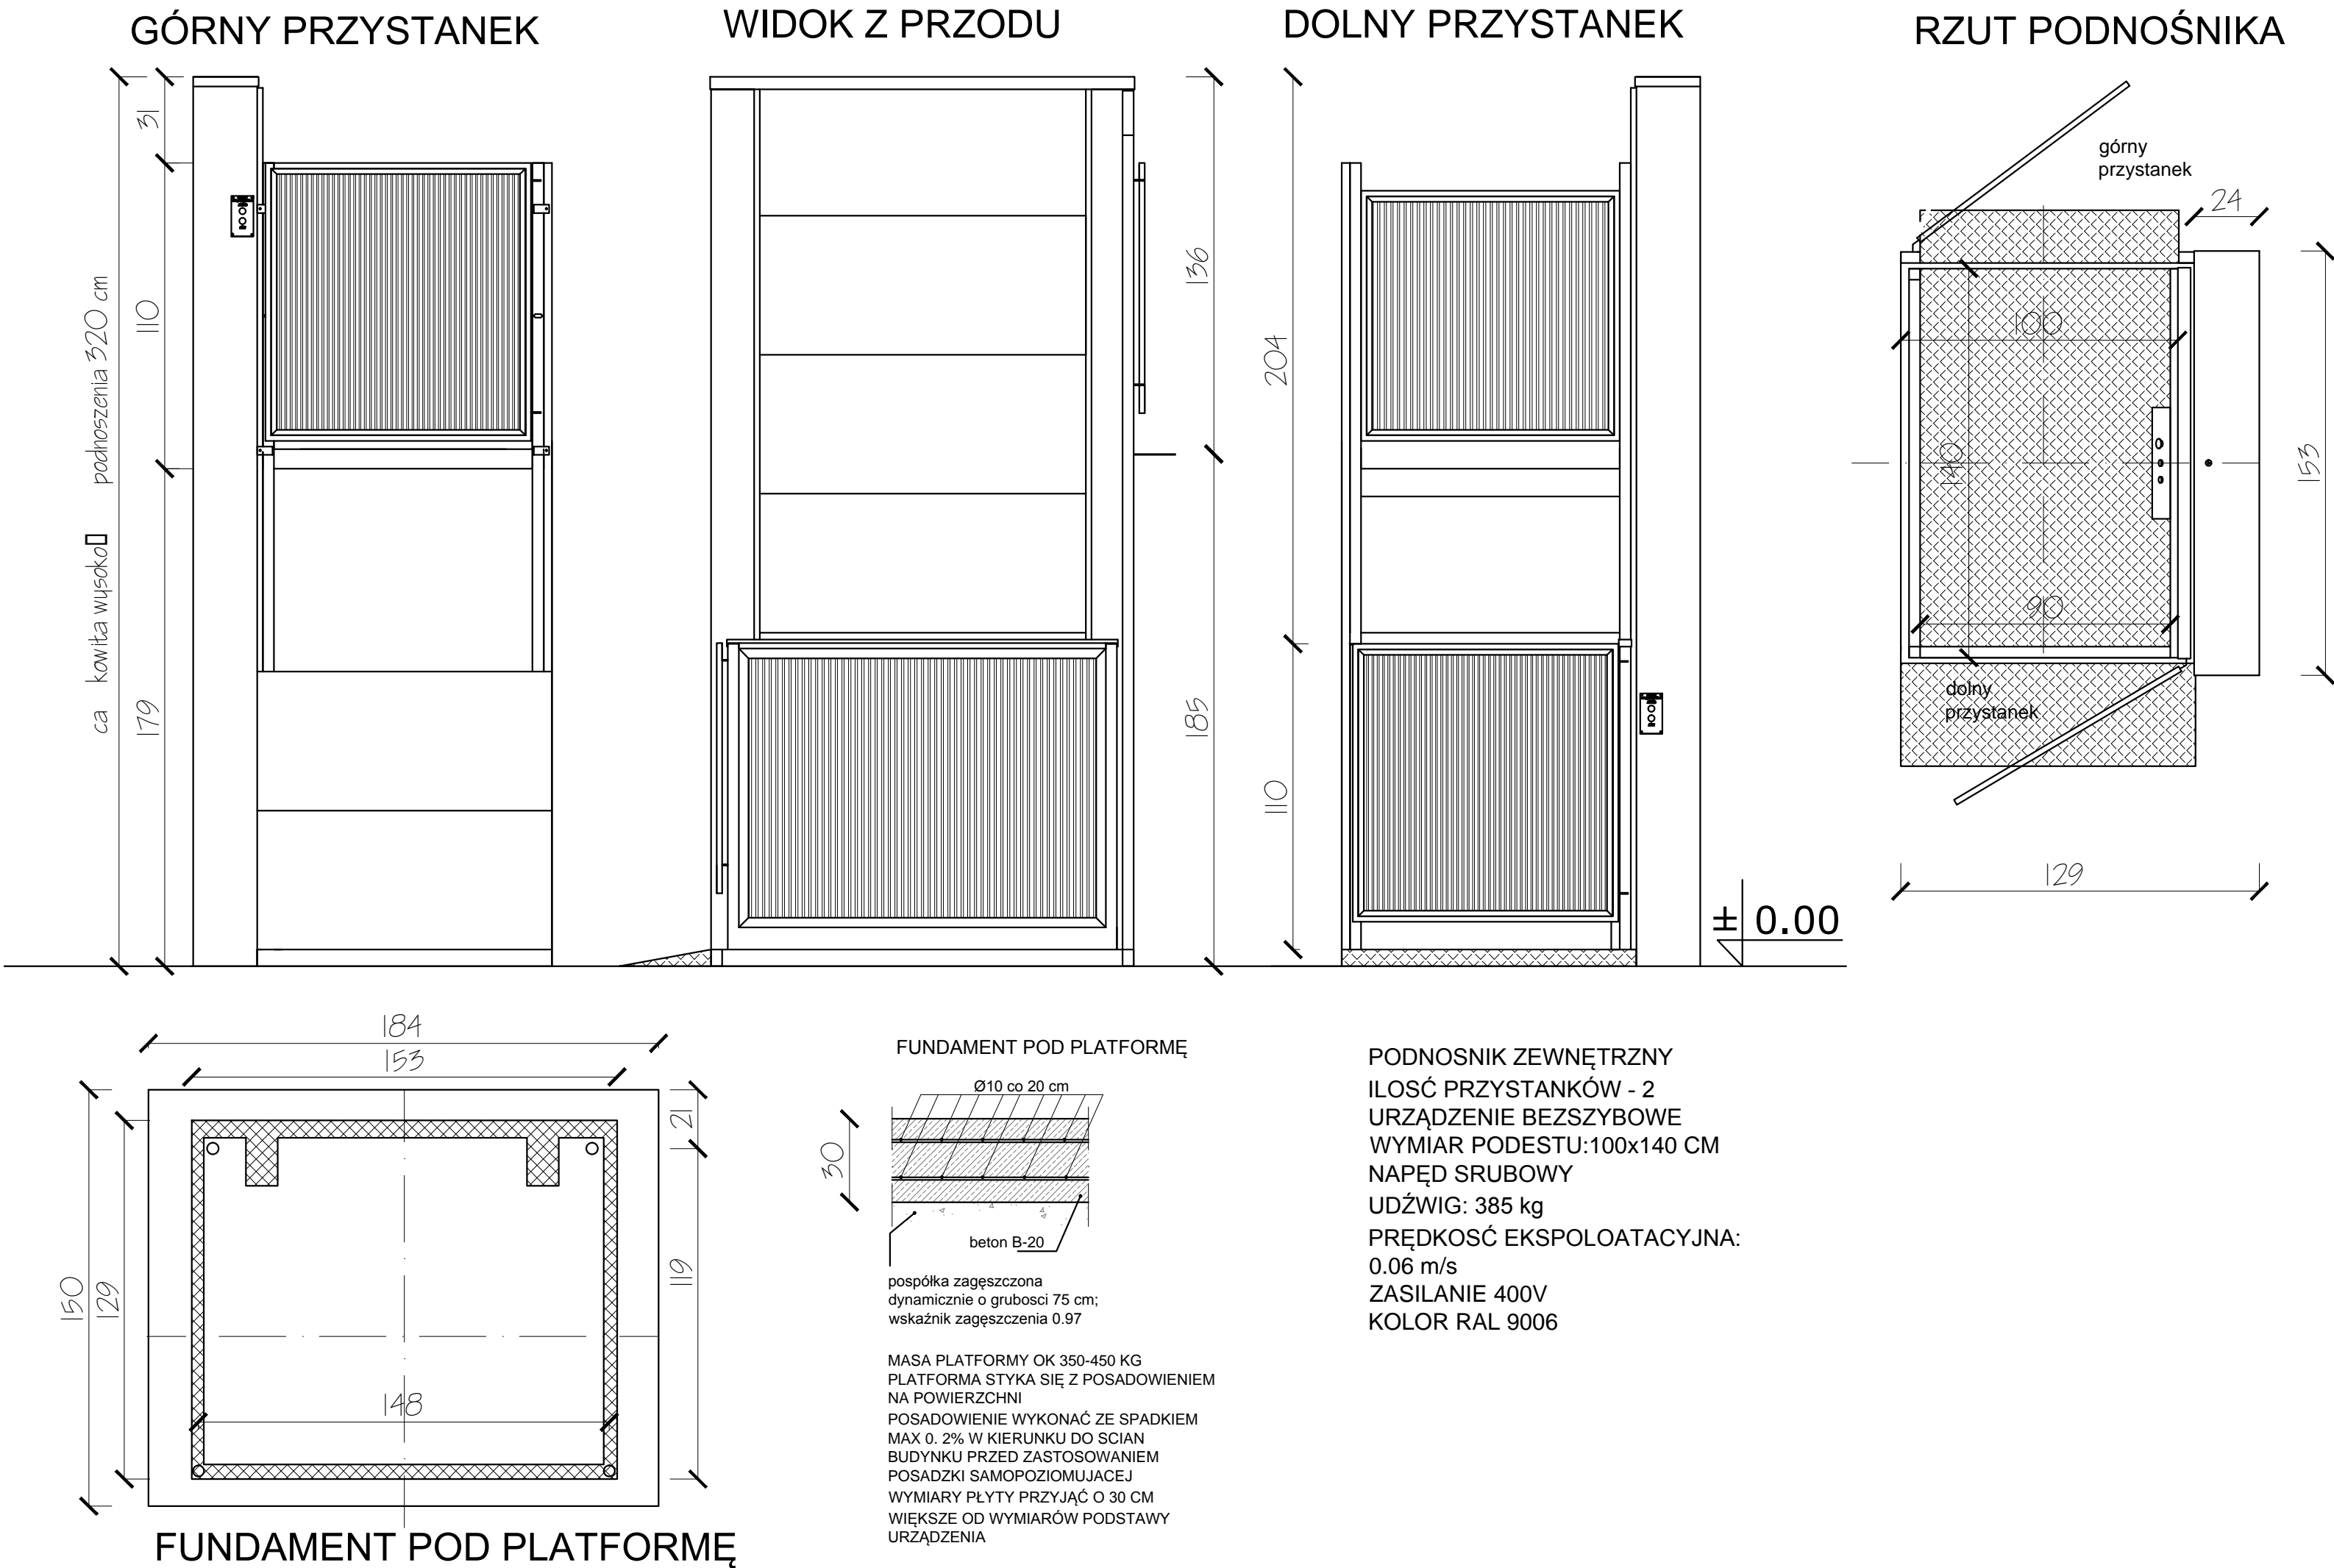 GÓRNY PRZYSTANEK
WIDOK Z PRZODU
DOLNY PRZYSTANEK
RZUT PODNOŚNIKA
31
110
179
ca kowiła wysoko podnoszenia 320 cm
136
185
204
110
± 0.00
górny
przystanek
24
100
140
90
153
dolny
przystanek
129
184
153
21
119
150
129
148
FUNDAMENT POD PLATFORMĘ
FUNDAMENT POD PLATFORMĘ
Ø10 co 20 cm
30
beton B-20
pospółka zagęszczona
dynamicznie o grubosci 75 cm;
wskaźnik zagęszczenia 0.97
MASA PLATFORMY OK 350-450 KG
PLATFORMA STYKA SIĘ Z POSADOWIENIEM
NA POWIERZCHNI
POSADOWIENIE WYKONAĆ ZE SPADKIEM
MAX 0. 2% W KIERUNKU DO SCIAN
BUDYNKU PRZED ZASTOSOWANIEM
POSADZKI SAMOPOZIOMUJACEJ
WYMIARY PŁYTY PRZYJĄĆ O 30 CM
WIĘKSZE OD WYMIARÓW PODSTAWY
URZĄDZENIA
PODNOSNIK ZEWNĘTRZNY
ILOSĆ PRZYSTANKÓW - 2
URZĄDZENIE BEZSZYBOWE
WYMIAR PODESTU:100x140 CM
NAPĘD SRUBOWY
UDŹWIG: 385 kg
PRĘDKOSĆ EKSPOLOATACYJNA:
0.06 m/s
ZASILANIE 400V
KOLOR RAL 9006